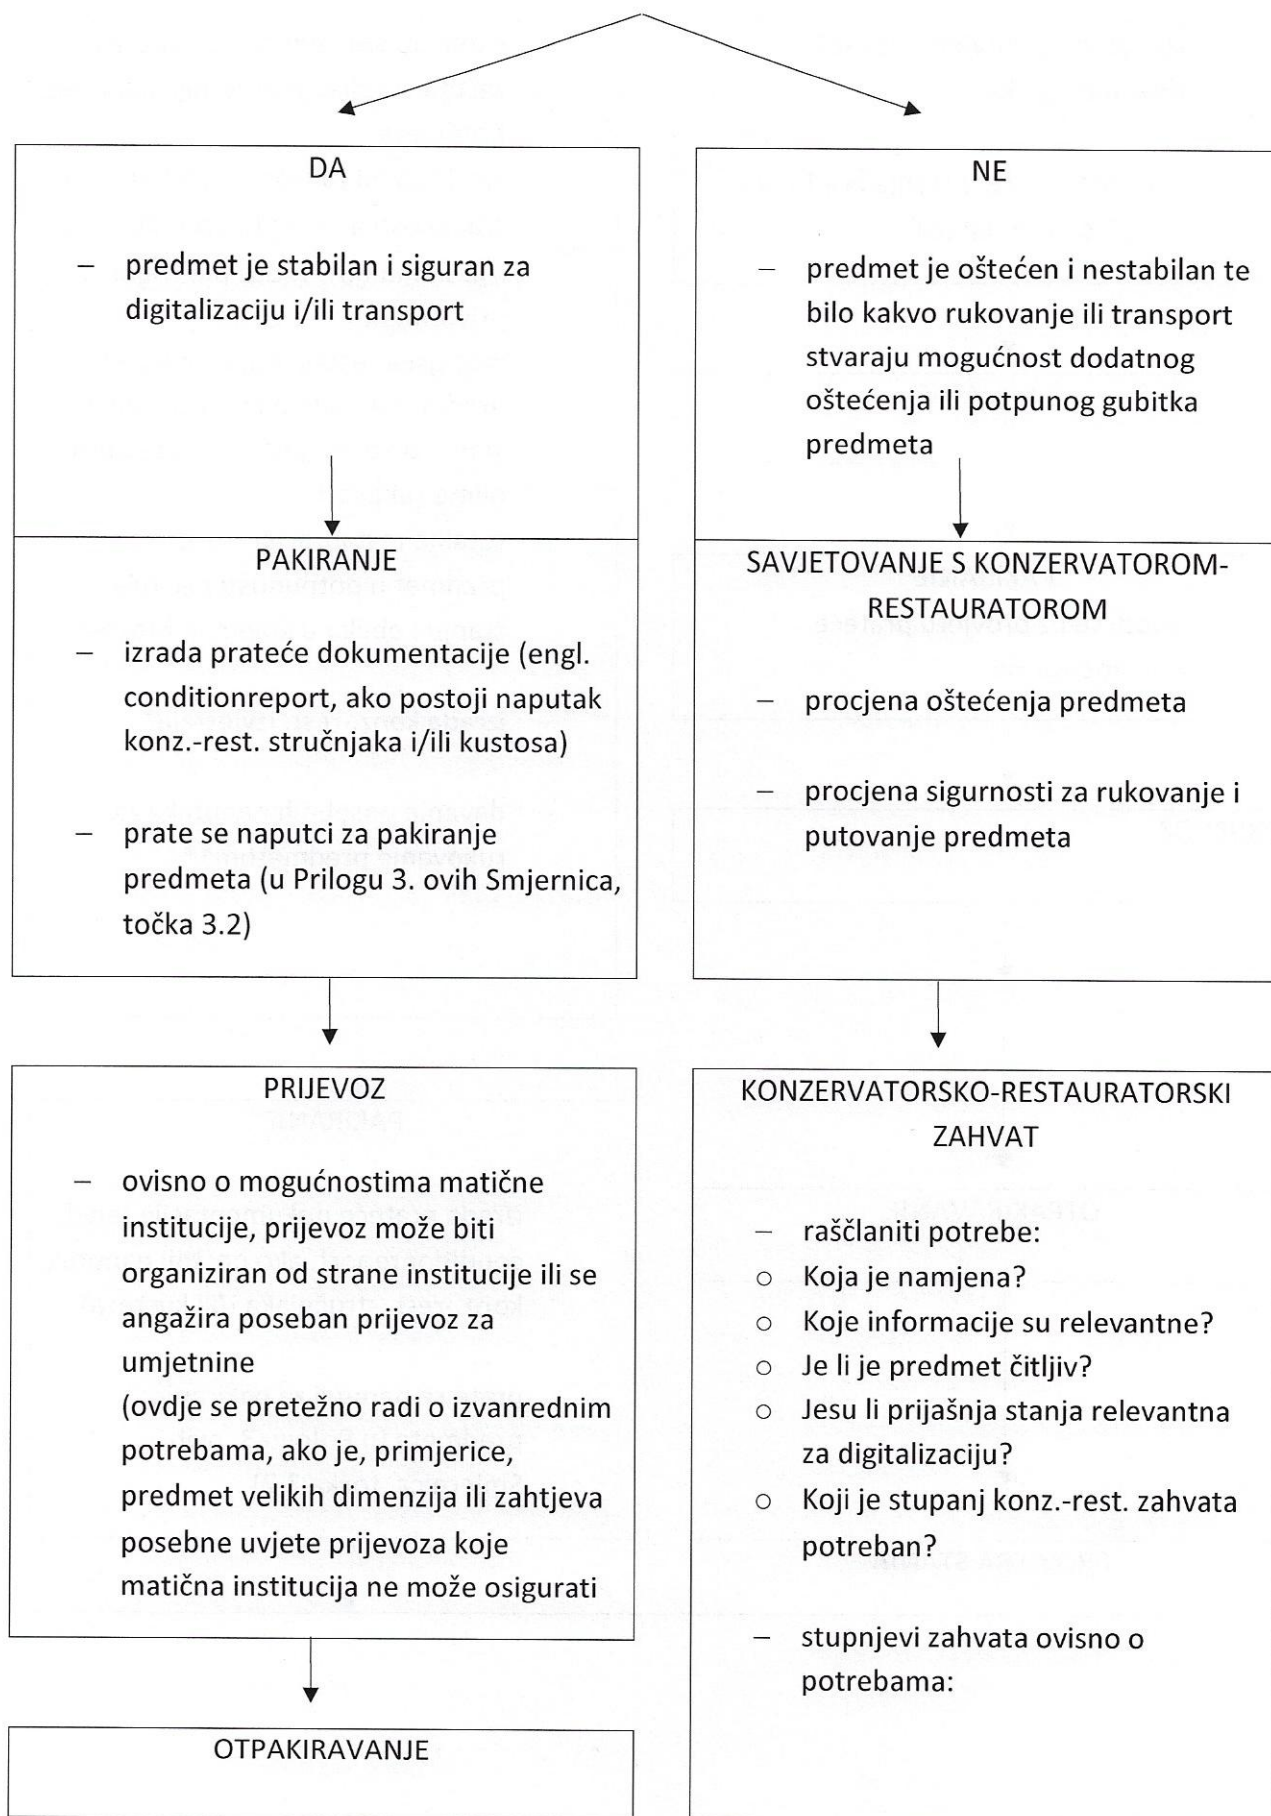 DA
– predmet je stabilan i siguran za
digitalizaciju i/ili transport
PAKIRANJE
– izrada prateće dokumentacije (engl.
conditionreport, ako postoji naputak
konz.-rest. stručnjaka i/ili kustosa)
– prate se naputci za pakiranje
predmeta (u Prilogu 3. ovih Smjernica,
točka 3.2)
PRIJEVOZ
– ovisno o mogućnostima matične
institucije, prijevoz može biti
organiziran od strane institucije ili se
angažira poseban prijevoz za
umjetnine
(ovdje se pretežno radi o izvanrednim
potrebama, ako je, primjerice,
predmet velikih dimenzija ili zahtjeva
posebne uvjete prijevoza koje
matična institucija ne može osigurati
OTPAKIRAVANJE
NE
– predmet je oštećen i nestabilan te
bilo kakvo rukovanje ili transport
stvaraju mogućnost dodatnog
oštećenja ili potpunog gubitka
predmeta
SAVJETOVANJE S KONZERVATOROM-
RESTAURATOROM
– procjena oštećenja predmeta
– procjena sigurnosti za rukovanje i
putovanje predmeta
KONZERVATORSKO-RESTAURATORSKI
ZAHVAT
– raščlaniti potrebe:
o Koja je namjena?
o Koje informacije su relevantne?
o Je li je predmet čitljiv?
o Jesu li prijašnja stanja relevantna
za digitalizaciju?
o Koji je stupanj konz.-rest. zahvata
potreban?
– stupnjevi zahvata ovisno o
potrebama: